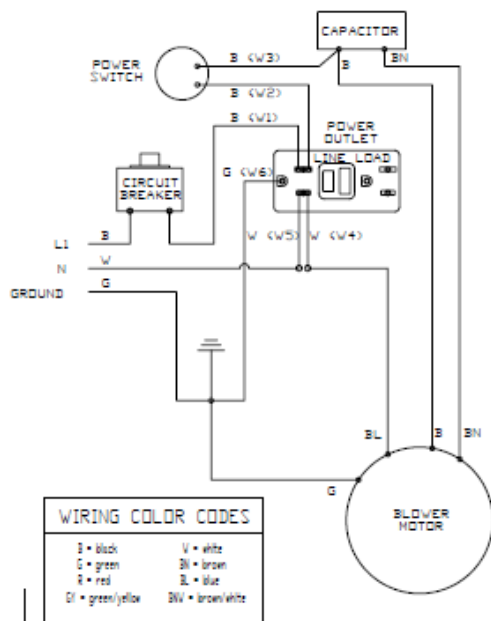 CAPACITOR
B (W3)
B
BN
POWER
SWITCH
B (W2)
B (W1)
POWER
OUTLET
LINE LOAD
G (W6)
CIRCUIT
BREAKER
W (W5)
W (W4)
L1
B
N
W
GROUND
G
BL
B
BN
G
BLOWER
MOTOR
WIRING COLOR CODES
B = black
W = white
G = green
BN = brown
R = red
BL = blue
GY = green/yellow
BNW = brown/white